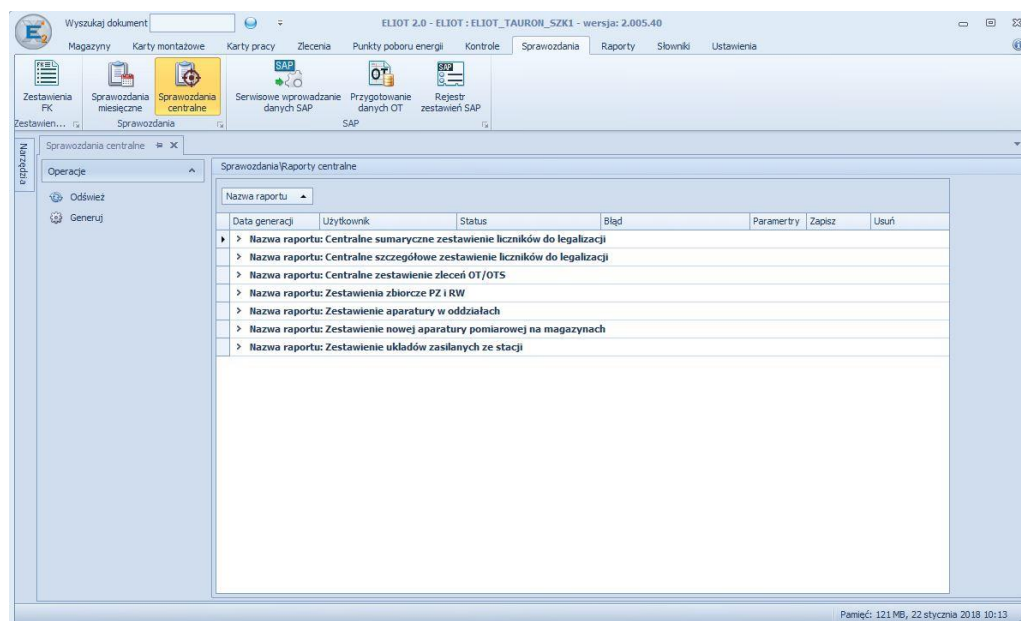 Wyszukaj dokument
ELIOT 2.0 - ELIOT : ELIOT_TAURON_SZK1 - wersja: 2.005.40
E2
Magazyny Karty montażowe Karty pracy Zlecenia Punkty poboru energii Kontrole Sprawozdania Raporty Słowniki Ustawienia
FK
SAP
OT
SAP
Zestawienia FK
Sprawozdania miesięczne
Sprawozdania centralne
Serwisowe wprowadzanie danych SAP
Przygotowanie danych OT
Rejestr zestawień SAP
Zestawien... Sprawozdania SAP
Narzędzia
Sprawozdania centralne
Operacje
Odśwież
Generuj
Sprawozdania\Raporty centralne
Nazwa raportu
Data generacji Użytkownik Status Błąd Paramertry Zapisz Usuń
Nazwa raportu: Centralne sumaryczne zestawienie liczników do legalizacji
Nazwa raportu: Centralne szczegółowe zestawienie liczników do legalizacji
Nazwa raportu: Centralne zestawienie zleceń OT/OTS
Nazwa raportu: Zestawienia zbiorcze PZ i RW
Nazwa raportu: Zestawienie aparatury w oddziałach
Nazwa raportu: Zestawienie nowej aparatury pomiarowej na magazynach
Nazwa raportu: Zestawienie układów zasilanych ze stacji
Pamięć: 121 MB, 22 stycznia 2018 10:13